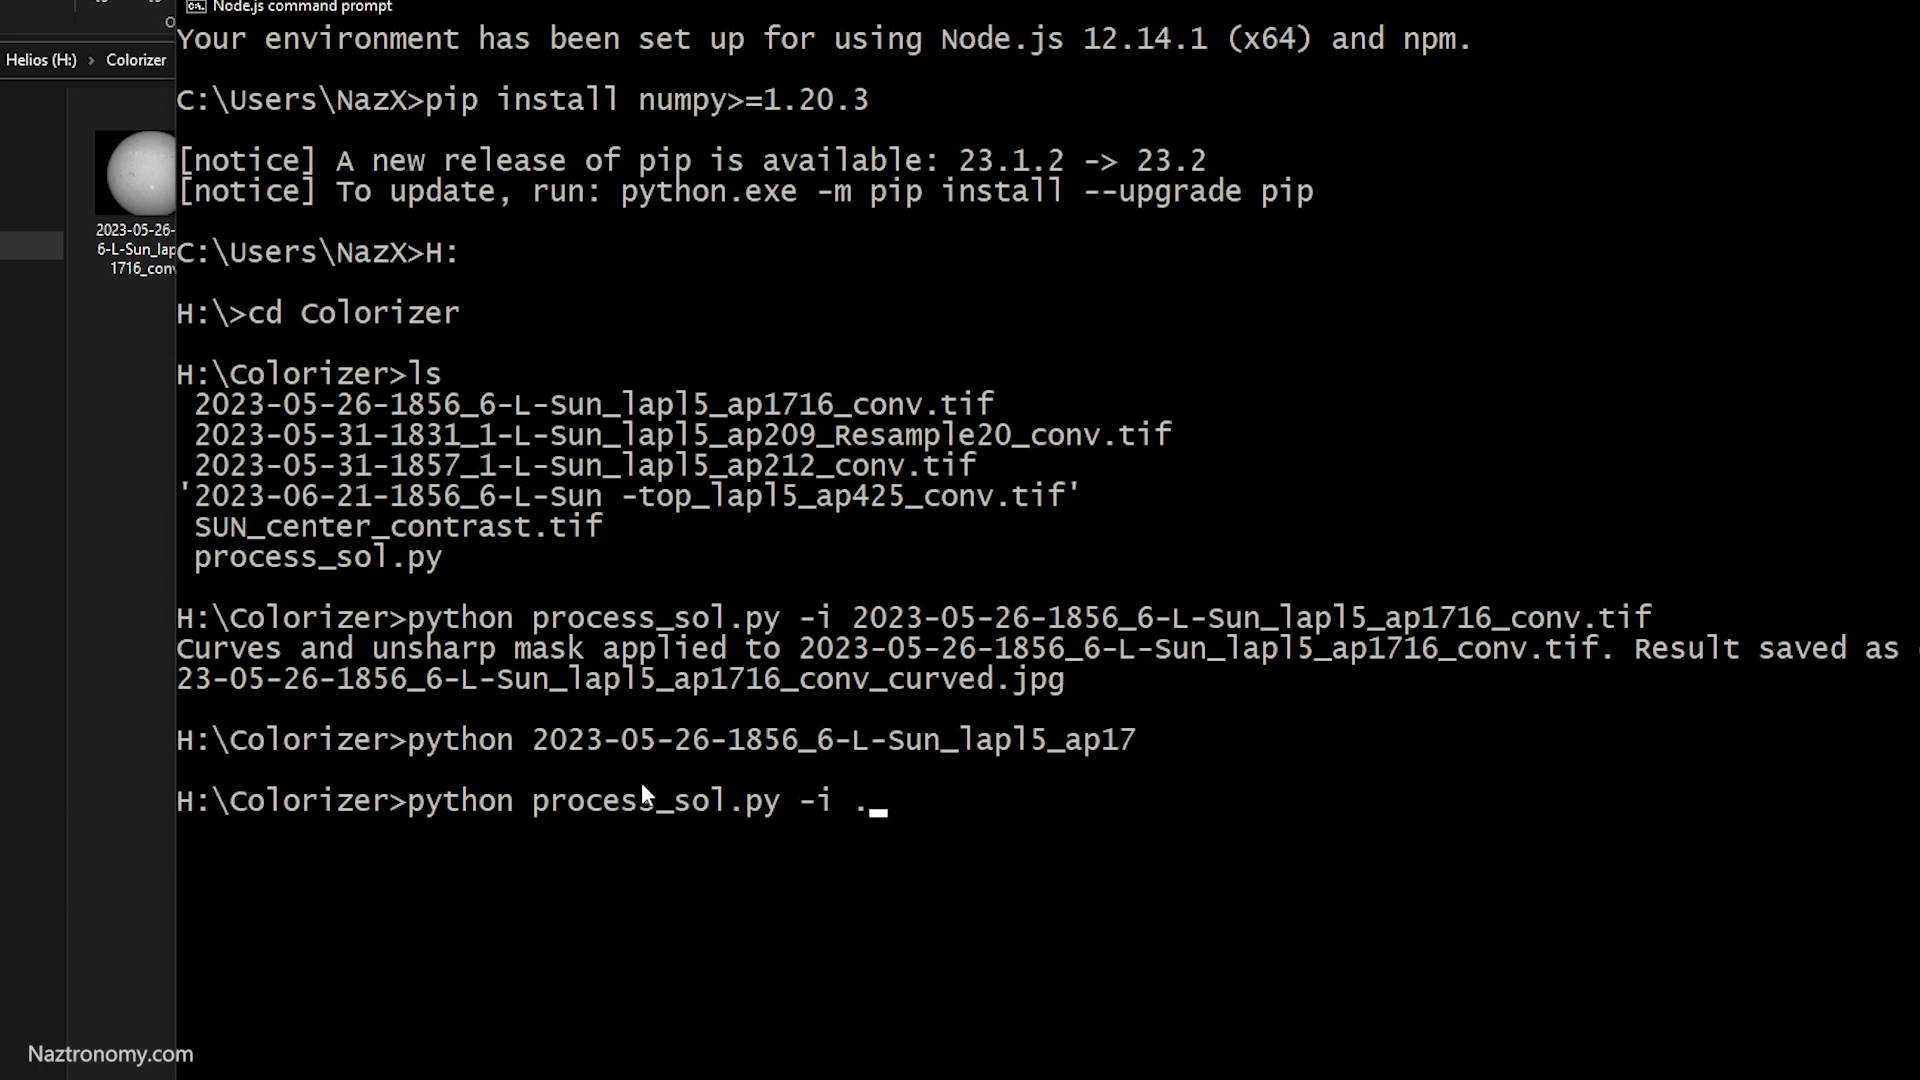 Node.js command prompt
Your environment has been set up for using Node.js 12.14.1 (x64) and npm.
Helios (H:) › Colorizer
C:\Users\NazX>pip install numpy>=1.20.3
[notice] A new release of pip is available: 23.1.2 -> 23.2
[notice] To update, run: python.exe -m pip install --upgrade pip
2023-05-26-
6-L-Sun_lap
1716_conv
C:\Users\NazX>H:
H:\>cd Colorizer
H:\Colorizer>ls
2023-05-26-1856_6-L-Sun_lapl5_ap1716_conv.tif
2023-05-31-1831_1-L-Sun_lapl5_ap209_Resample20_conv.tif
2023-05-31-1857_1-L-Sun_lapl5_ap212_conv.tif
'2023-06-21-1856_6-L-Sun -top_lapl5_ap425_conv.tif'
SUN_center_contrast.tif
process_sol.py
H:\Colorizer>python process_sol.py -i 2023-05-26-1856_6-L-Sun_lapl5_ap1716_conv.tif
Curves and unsharp mask applied to 2023-05-26-1856_6-L-Sun_lapl5_ap1716_conv.tif. Result saved as
23-05-26-1856_6-L-Sun_lapl5_ap1716_conv_curved.jpg
H:\Colorizer>python 2023-05-26-1856_6-L-Sun_lapl5_ap17
H:\Colorizer>python process_sol.py -i ._
Naztronomy.com